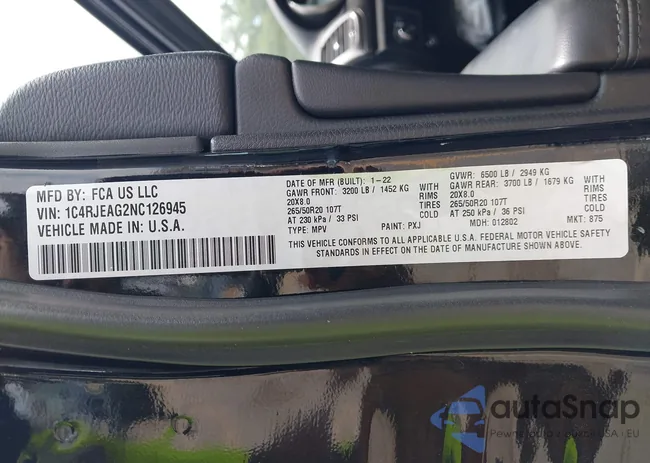 MFD BY: FCA US LLC
VIN: 1C4RJEAG2NC126945
VEHICLE MADE IN: U.S.A.
DATE OF MFR (BUILT): 1-22
GAWR FRONT: 3200 LB / 1452 KG
20X8.0 WITH RIMS
265/50R20 107T TIRES
AT 230 kPa / 33 PSI COLD
TYPE: MPV PAINT: PXJ
GVWR: 6500 LB / 2949 KG
GAWR REAR: 3700 LB / 1679 KG
20X8.0 WITH RIMS
265/50R20 107T TIRES
AT 250 kPa / 36 PSI COLD
MDH: 012802 MKT: 875
THIS VEHICLE CONFORMS TO ALL APPLICABLE U.S.A. FEDERAL MOTOR VEHICLE SAFETY
STANDARDS IN EFFECT ON THE DATE OF MANUFACTURE SHOWN ABOVE.
autaSnap
USA i EU